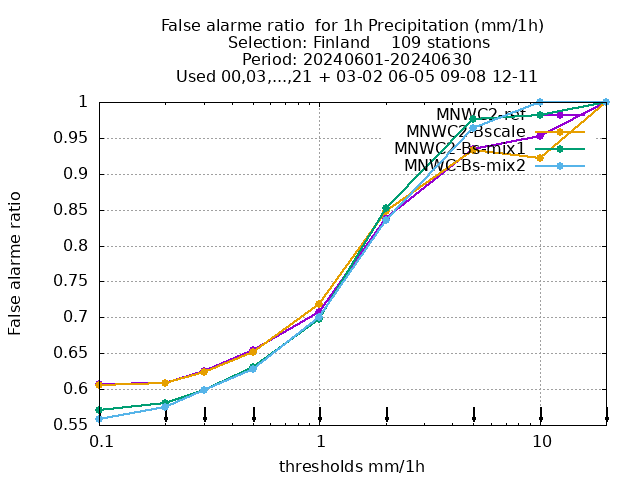 False alarme ratio  for 1h Precipitation (mm/1h)
Selection: Finland    109 stations
Period: 20240601-20240630
Used 00,03,...,21 + 03-02 06-05 09-08 12-11
MNWC2-ref
MNWC2-Bscale
MNWC2-Bs-mix1
MNWC-Bs-mix2
False alarme ratio
1
0.95
0.9
0.85
0.8
0.75
0.7
0.65
0.6
0.55
0.1
1
10
thresholds mm/1h